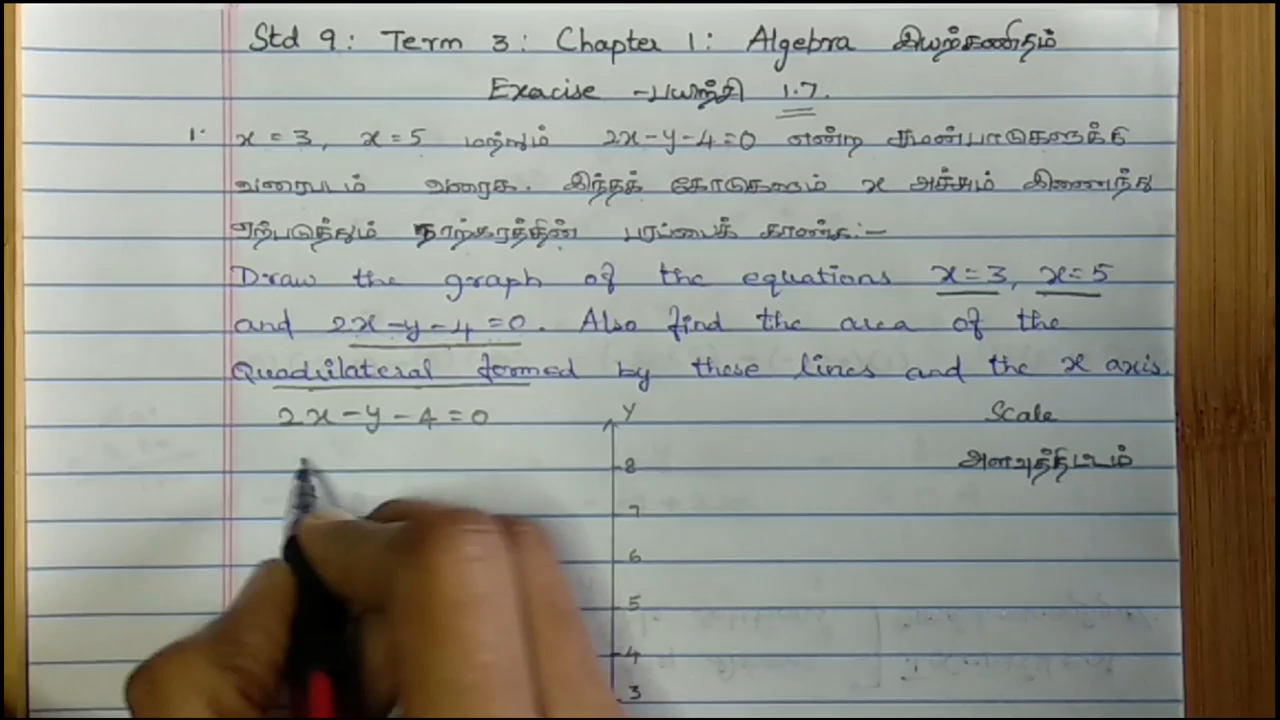 Std 9: Term 3: Chapter 1: Algebra இயற்கணிதம்
Exacise - பயிற்சி 1.7.
1. x = 3, x = 5 மற்றும் 2x - y - 4 = 0 என்ற சமன்பாடுகளுக்கு
வரைபடம் வரைக. இந்தக் கோடுகளும் x அச்சும் இணைந்து
ஏற்படுத்தும் நாற்கரத்தின் பரப்பைக் காண்க:-
Draw the graph of the equations x = 3, x = 5
and 2x - y - 4 = 0. Also find the area of the
Quadrilateral formed by these lines and the x axis.
2x - y - 4 = 0 Y Scale
8 அளவுத்திட்டம்
7
6
5
4
3